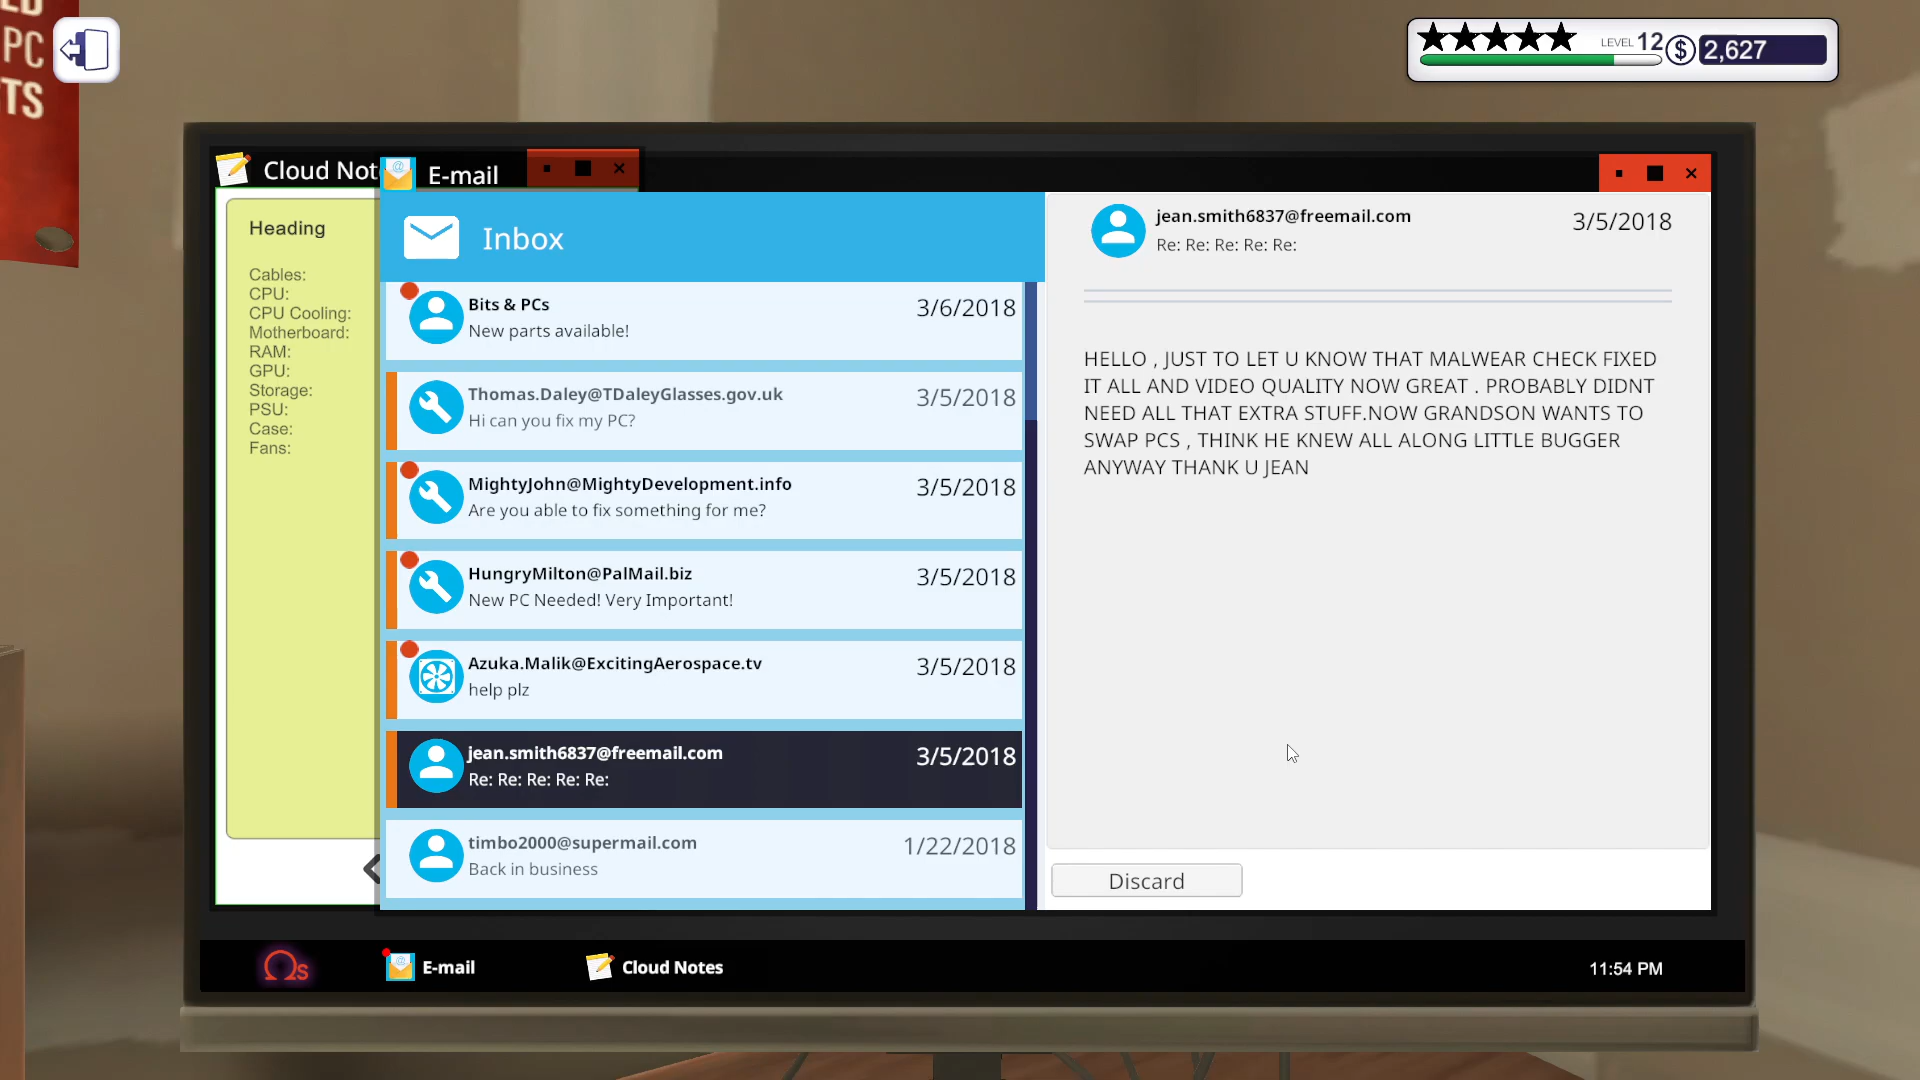 PC
TS
LEVEL 12
$ 2,627
Cloud Not
E-mail
Heading
Cables:
CPU:
CPU Cooling:
Motherboard:
RAM:
GPU:
Storage:
PSU:
Case:
Fans:
Inbox
Bits & PCs
3/6/2018
New parts available!
Thomas.Daley@TDaleyGlasses.gov.uk
3/5/2018
Hi can you fix my PC?
MightyJohn@MightyDevelopment.info
3/5/2018
Are you able to fix something for me?
HungryMilton@PalMail.biz
3/5/2018
New PC Needed! Very Important!
Azuka.Malik@ExcitingAerospace.tv
3/5/2018
help plz
jean.smith6837@freemail.com
3/5/2018
Re: Re: Re: Re: Re:
timbo2000@supermail.com
1/22/2018
Back in business
jean.smith6837@freemail.com
3/5/2018
Re: Re: Re: Re: Re:
HELLO , JUST TO LET U KNOW THAT MALWEAR CHECK FIXED
IT ALL AND VIDEO QUALITY NOW GREAT . PROBABLY DIDNT
NEED ALL THAT EXTRA STUFF.NOW GRANDSON WANTS TO
SWAP PCS , THINK HE KNEW ALL ALONG LITTLE BUGGER
ANYWAY THANK U JEAN
Discard
Ωs
E-mail
Cloud Notes
11:54 PM